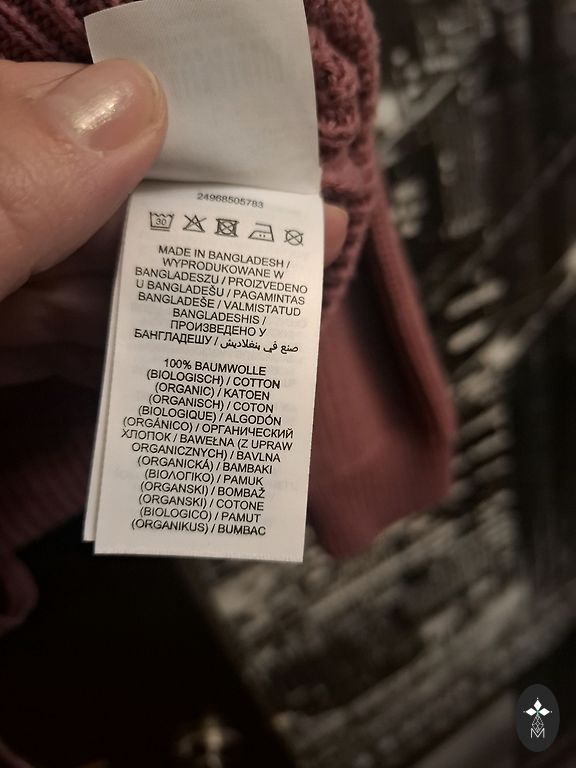 24968505783
30
MADE IN BANGLADESH /
WYPRODUKOWANE W
BANGLADESZU / PROIZVEDENO
U BANGLADEŠU / PAGAMINTAS
BANGLADEŠE / VALMISTATUD
BANGLADESHIS /
ПРОИЗВЕДЕНО У
БАНГЛАДЕШУ / صنع في بنغلاديش /
100% BAUMWOLLE
(BIOLOGISCH) / COTTON
(ORGANIC) / KATOEN
(ORGANISCH) / COTON
(BIOLOGIQUE) / ALGODÓN
(ORGÁNICO) / ОРГАНИЧЕСКИЙ
ХЛОПОК / BAWEŁNA (Z UPRAW
ORGANICZNYCH) / BAVLNA
(ORGANICKÁ) / BAMBAKI
(ΒΙΟΛΟΓΙΚΟ) / PAMUK
(ORGANSKI) / BOMBAŽ
(ORGANSKI) / COTONE
(BIOLOGICO) / PAMUT
(ORGANIKUS) / BUMBAC
M